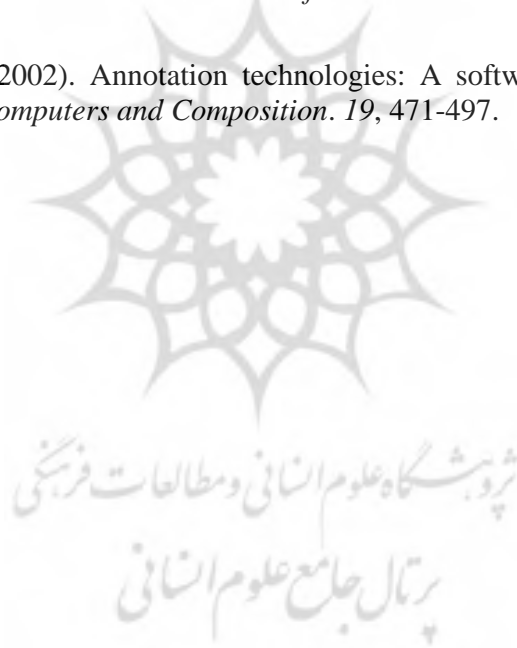 2002). Annotation technologies: A softw
omputers and Composition. 19, 471-497.
پژوهشگاه علوم انسانی و مطالعات فرهنگی
پرتال جامع علوم انسانی